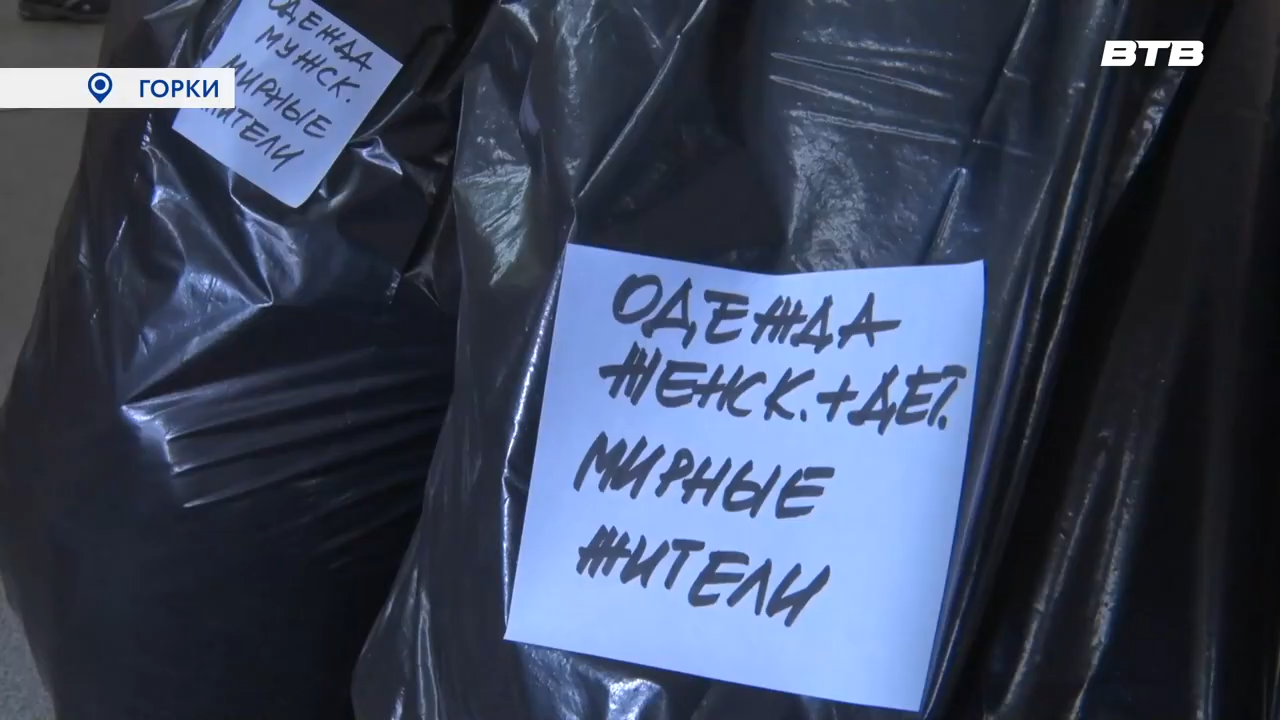 ОДЕЖДА
МУЖСК.
МИРНЫЕ
ЖИТЕЛИ
ГОРКИ
ВТВ
ОДЕЖДА
ЖЕНСК.+ДЕТ.
МИРНЫЕ
ЖИТЕЛИ